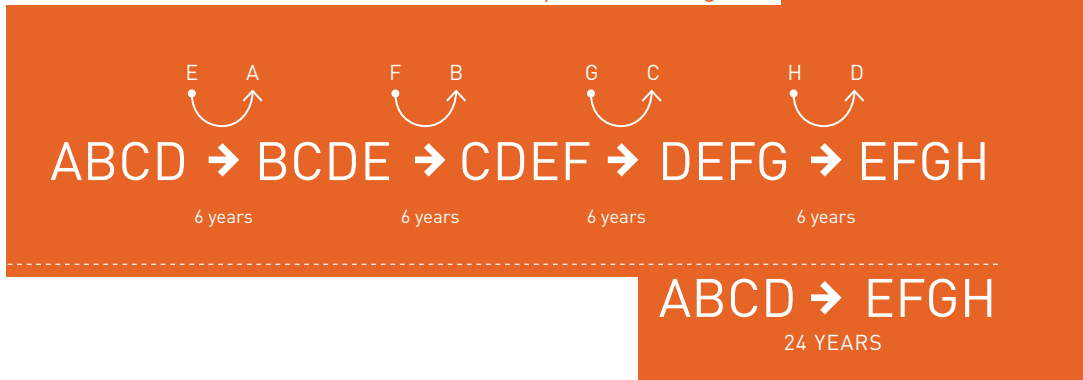 E A F B G C H D
ABCD → BCDE → CDEF → DEFG → EFGH
6 years 6 years 6 years 6 years
ABCD → EFGH
24 YEARS